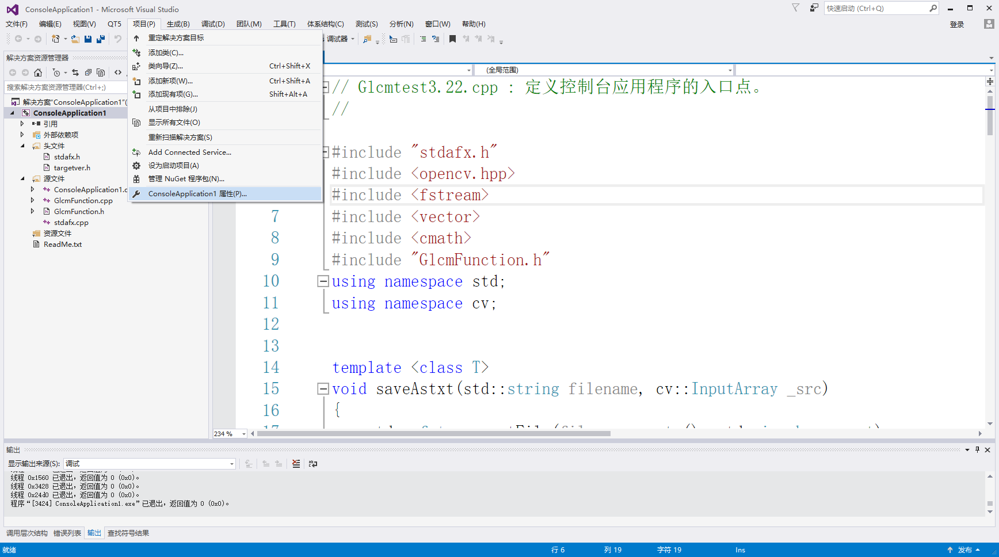 ConsoleApplication1 - Microsoft Visual Studio
快速启动 (Ctrl+Q)
文件(F) 编辑(E) 视图(V) QT5 项目(P) 生成(B) 调试(D) 团队(M) 工具(T) 体系结构(C) 测试(S) 分析(N) 窗口(W) 帮助(H)
登录
调试器
重定解决方案目标
添加类(C)...
类向导(Z)... Ctrl+Shift+X
添加新项(W)... Ctrl+Shift+A
添加现有项(G)... Shift+Alt+A
从项目中排除(J)
显示所有文件(O)
重新扫描解决方案(S)
Add Connected Service...
设为启动项目(A)
管理 NuGet 程序包(N)...
ConsoleApplication1 属性(P)...
解决方案资源管理器
搜索解决方案资源管理器(Ctrl+;)
解决方案"ConsoleApplication1"(
ConsoleApplication1
引用
外部依赖项
头文件
stdafx.h
targetver.h
源文件
ConsoleApplication1.c
GlcmFunction.cpp
GlcmFunction.h
stdafx.cpp
资源文件
ReadMe.txt
(全局范围)
// Glcmtest3.22.cpp : 定义控制台应用程序的入口点。
//
#include "stdafx.h"
#include <opencv.hpp>
#include <fstream>
7 #include <vector>
8 #include <cmath>
9 #include "GlcmFunction.h"
10 using namespace std;
11 using namespace cv;
12
13
14 template <class T>
15 void saveAstxt(std::string filename, cv::InputArray _src)
16 {
17
234 %
输出
显示输出来源(S): 调试
线程 0x1560 已退出，返回值为 0 (0x0)。
线程 0x3428 已退出，返回值为 0 (0x0)。
线程 0x24d0 已退出，返回值为 0 (0x0)。
程序“[3424] ConsoleApplication1.exe”已退出，返回值为 0 (0x0)。
调用层次结构 错误列表 输出 查找符号结果
就绪 行 6 列 19 字符 19 Ins 发布